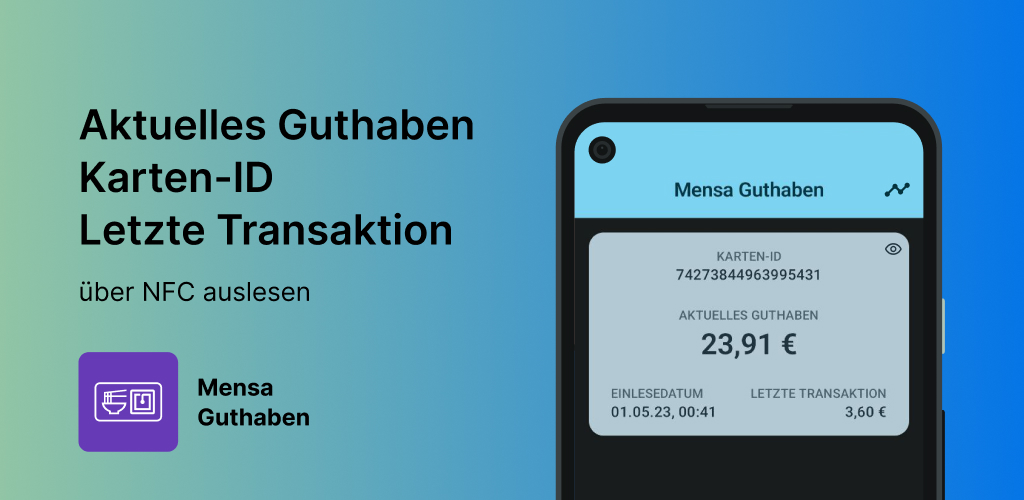 Aktuelles Guthaben
Karten-ID
Letzte Transaktion
über NFC auslesen
Mensa
Guthaben
Mensa Guthaben
KARTEN-ID
74273844963995431
AKTUELLES GUTHABEN
23,91 €
EINLESEDATUM LETZTE TRANSAKTION
01.05.23, 00:41 3,60 €